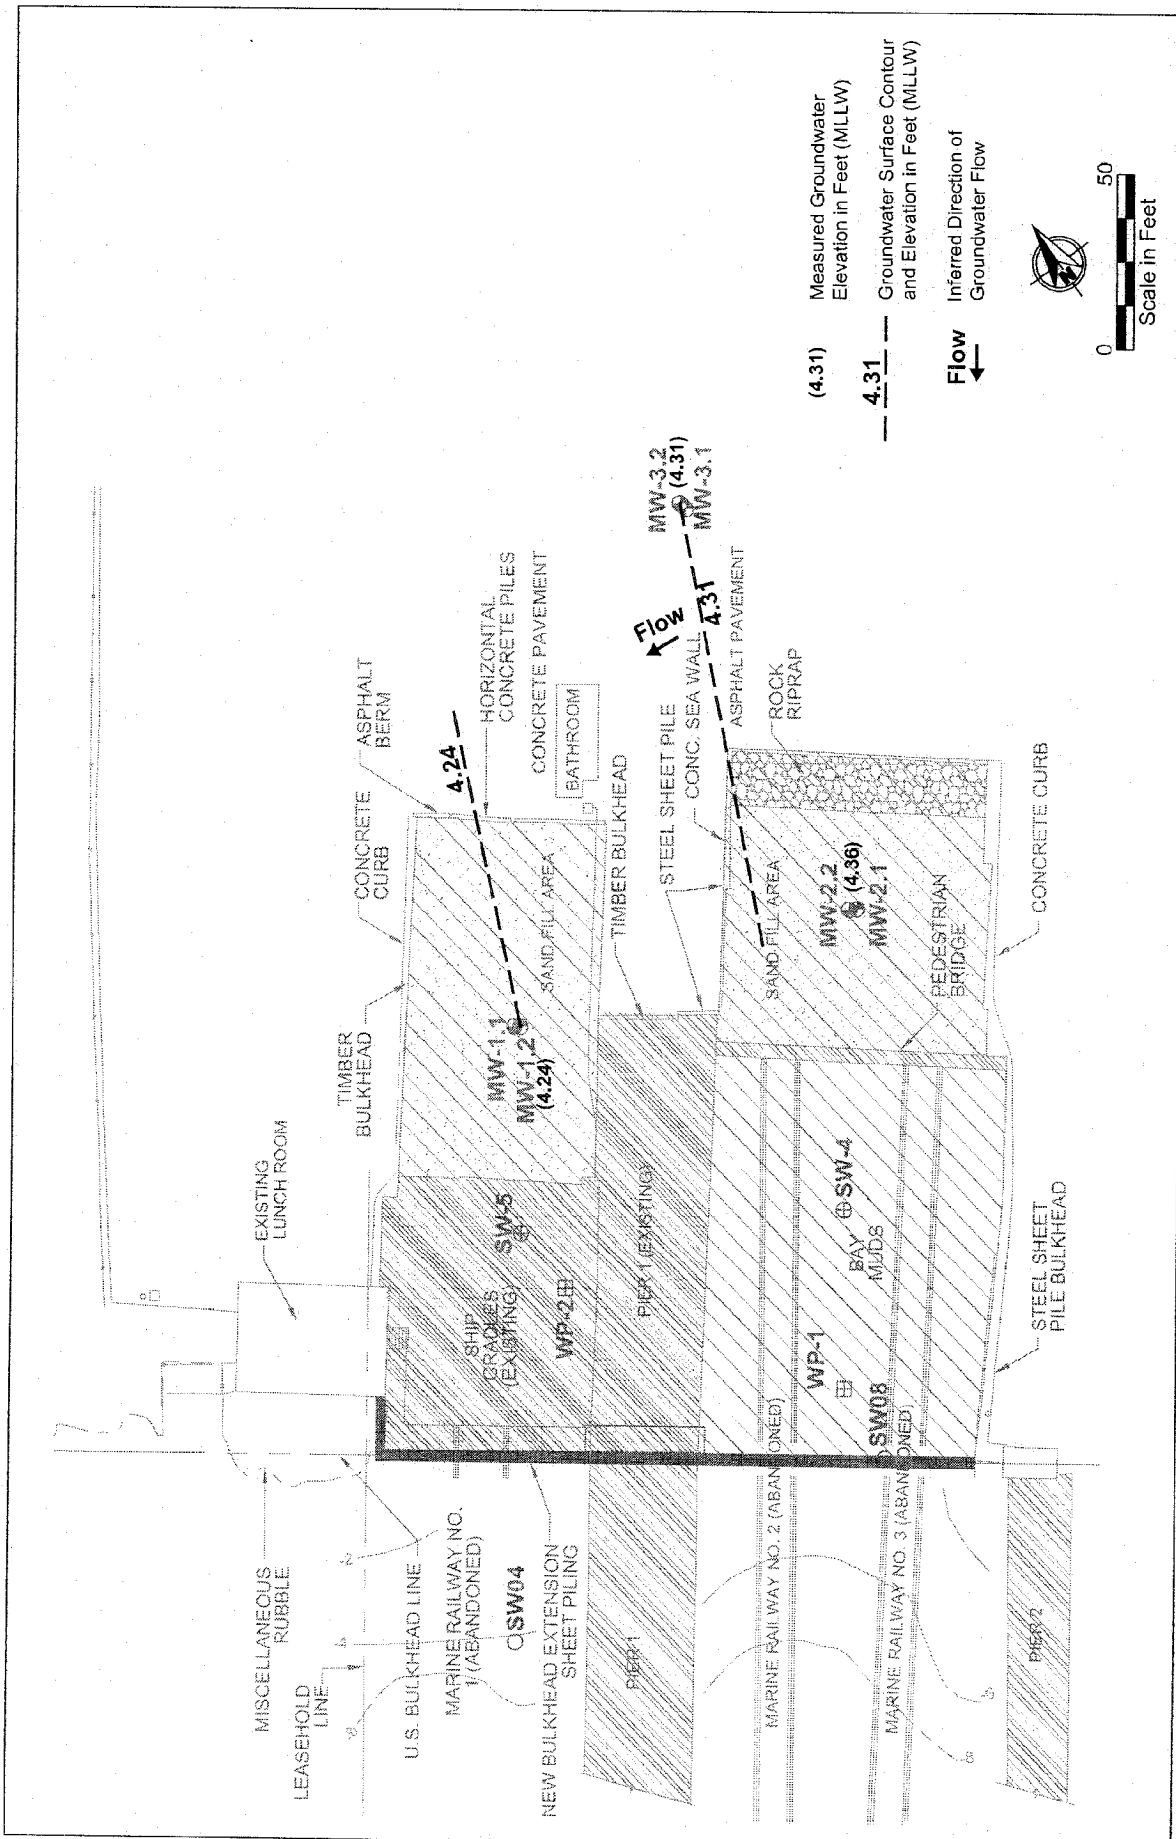 MISCELLANEOUS
RUBBLE
LEASEHOLD
LINE
U.S. BULKHEAD LINE
MARINE RAILWAY NO.
1 (ABANDONED)
SW04
NEW BULKHEAD EXTENSION
SHEET PILING
PIER 1
MARINE RAILWAY NO. 2 (ABANDONED)
MARINE RAILWAY NO. 3 (ABANDONED)
PIER 2
EXISTING
LUNCH ROOM
TIMBER
BULKHEAD
CONCRETE
CURB
ASPHALT
BERM
4.24
HORIZONTAL
CONCRETE PILES
CONCRETE PAVEMENT
BATHROOM
SHIP
CRADLES
(EXISTING)
SW-5
WP-2
MW-1.1
MW-1.2
(4.24)
SAND FILL AREA
PIER 1 (EXISTING)
TIMBER BULKHEAD
STEEL SHEET PILE
CONC. SEA WALL
Flow
4.31
ASPHALT PAVEMENT
MW-3.2
(4.31)
MW-3.1
ROCK
RIPRAP
SAND FILL AREA
MW-2.2
(4.36)
MW-2.1
PEDESTRIAN
BRIDGE
WP-1
SW08
BAY
MUDS
SW-4
CONCRETE CURB
STEEL SHEET
PILE BULKHEAD
(4.31)
Measured Groundwater
Elevation in Feet (MLLW)
4.31
Groundwater Surface Contour
and Elevation in Feet (MLLW)
Flow
Inferred Direction of
Groundwater Flow
N
0 50
Scale in Feet